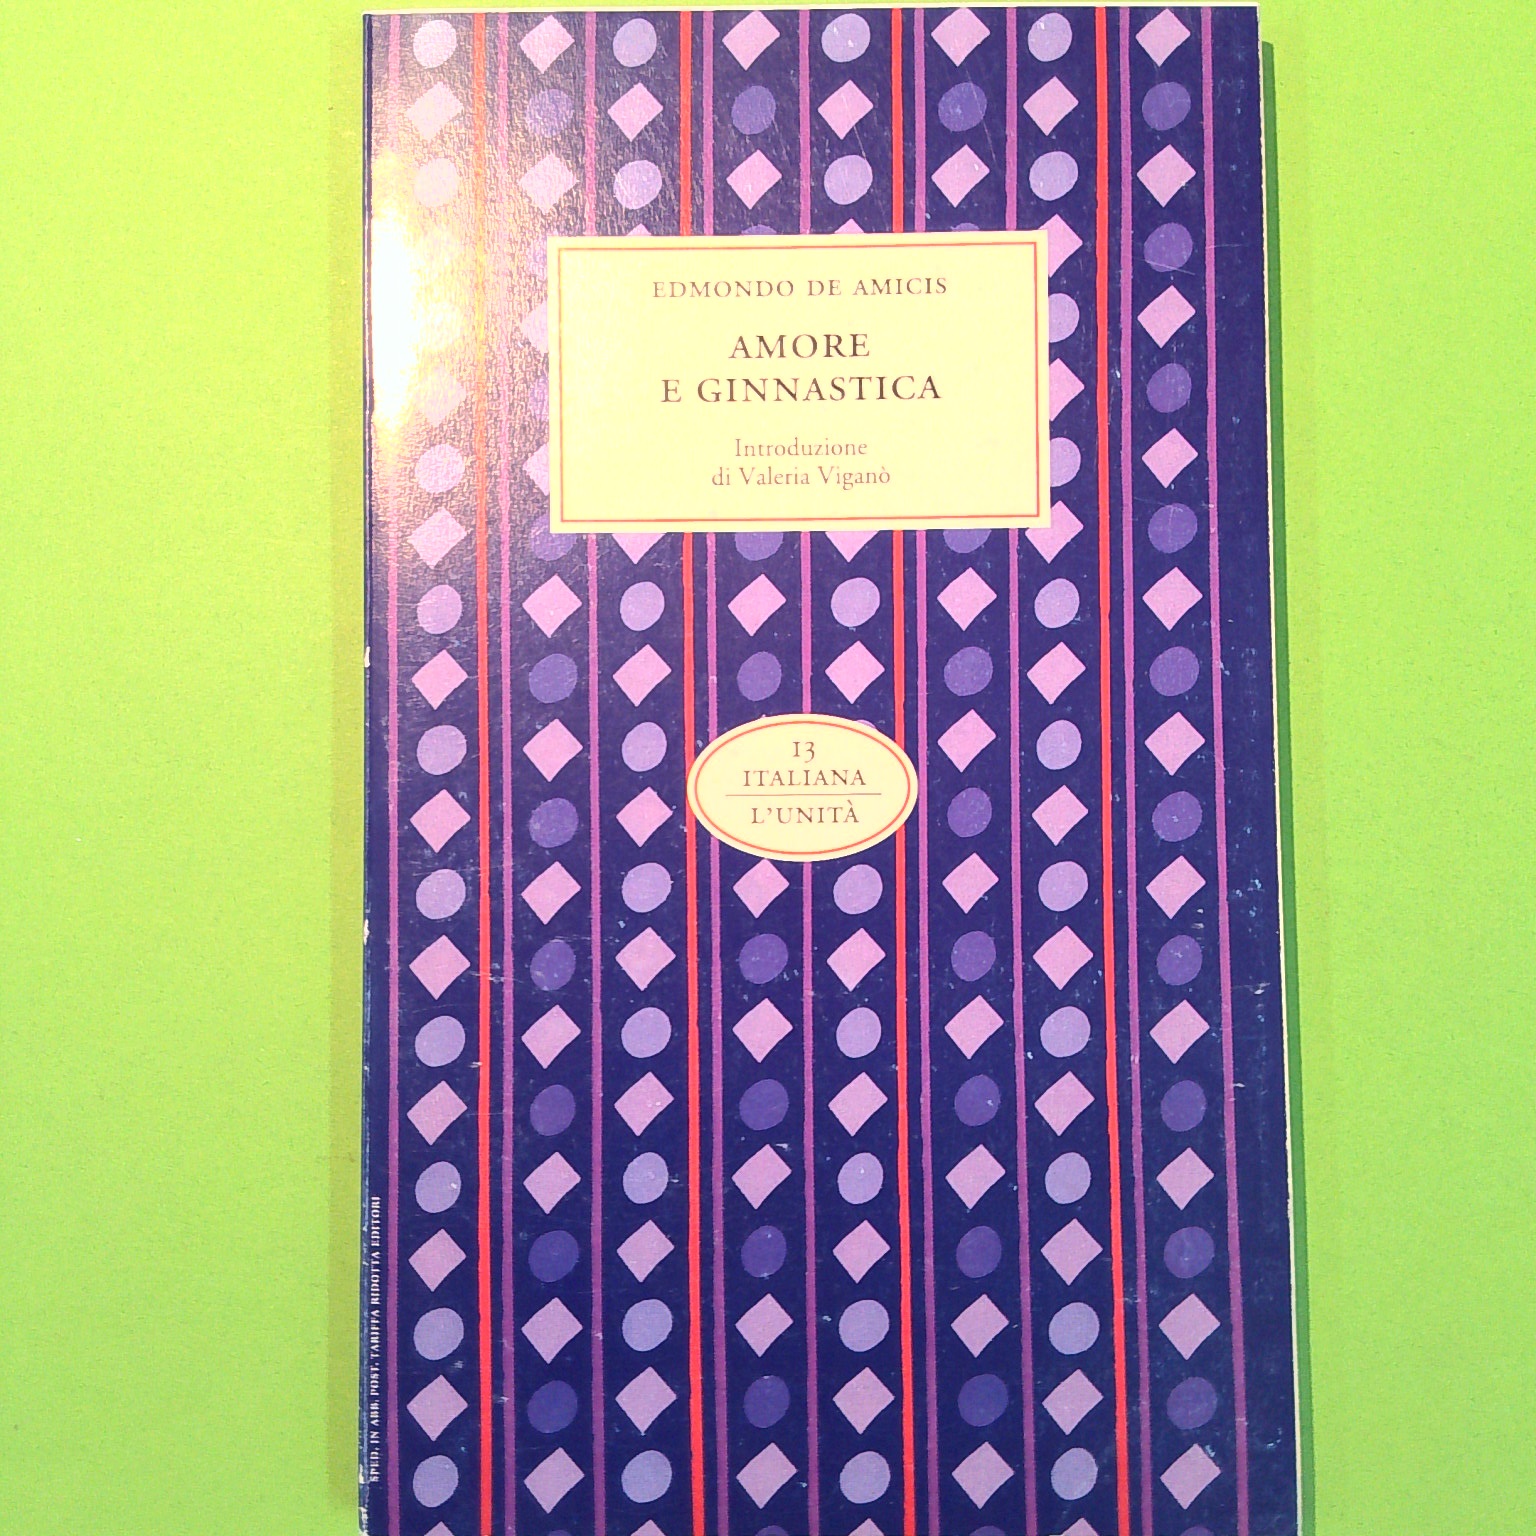 EDMONDO DE AMICIS
AMORE
E GINNASTICA
Introduzione
di Valeria Viganò
13
ITALIANA
L'UNITÀ
SPED. IN ABB. POST. TARIFFA RIDOTTA EDITORI